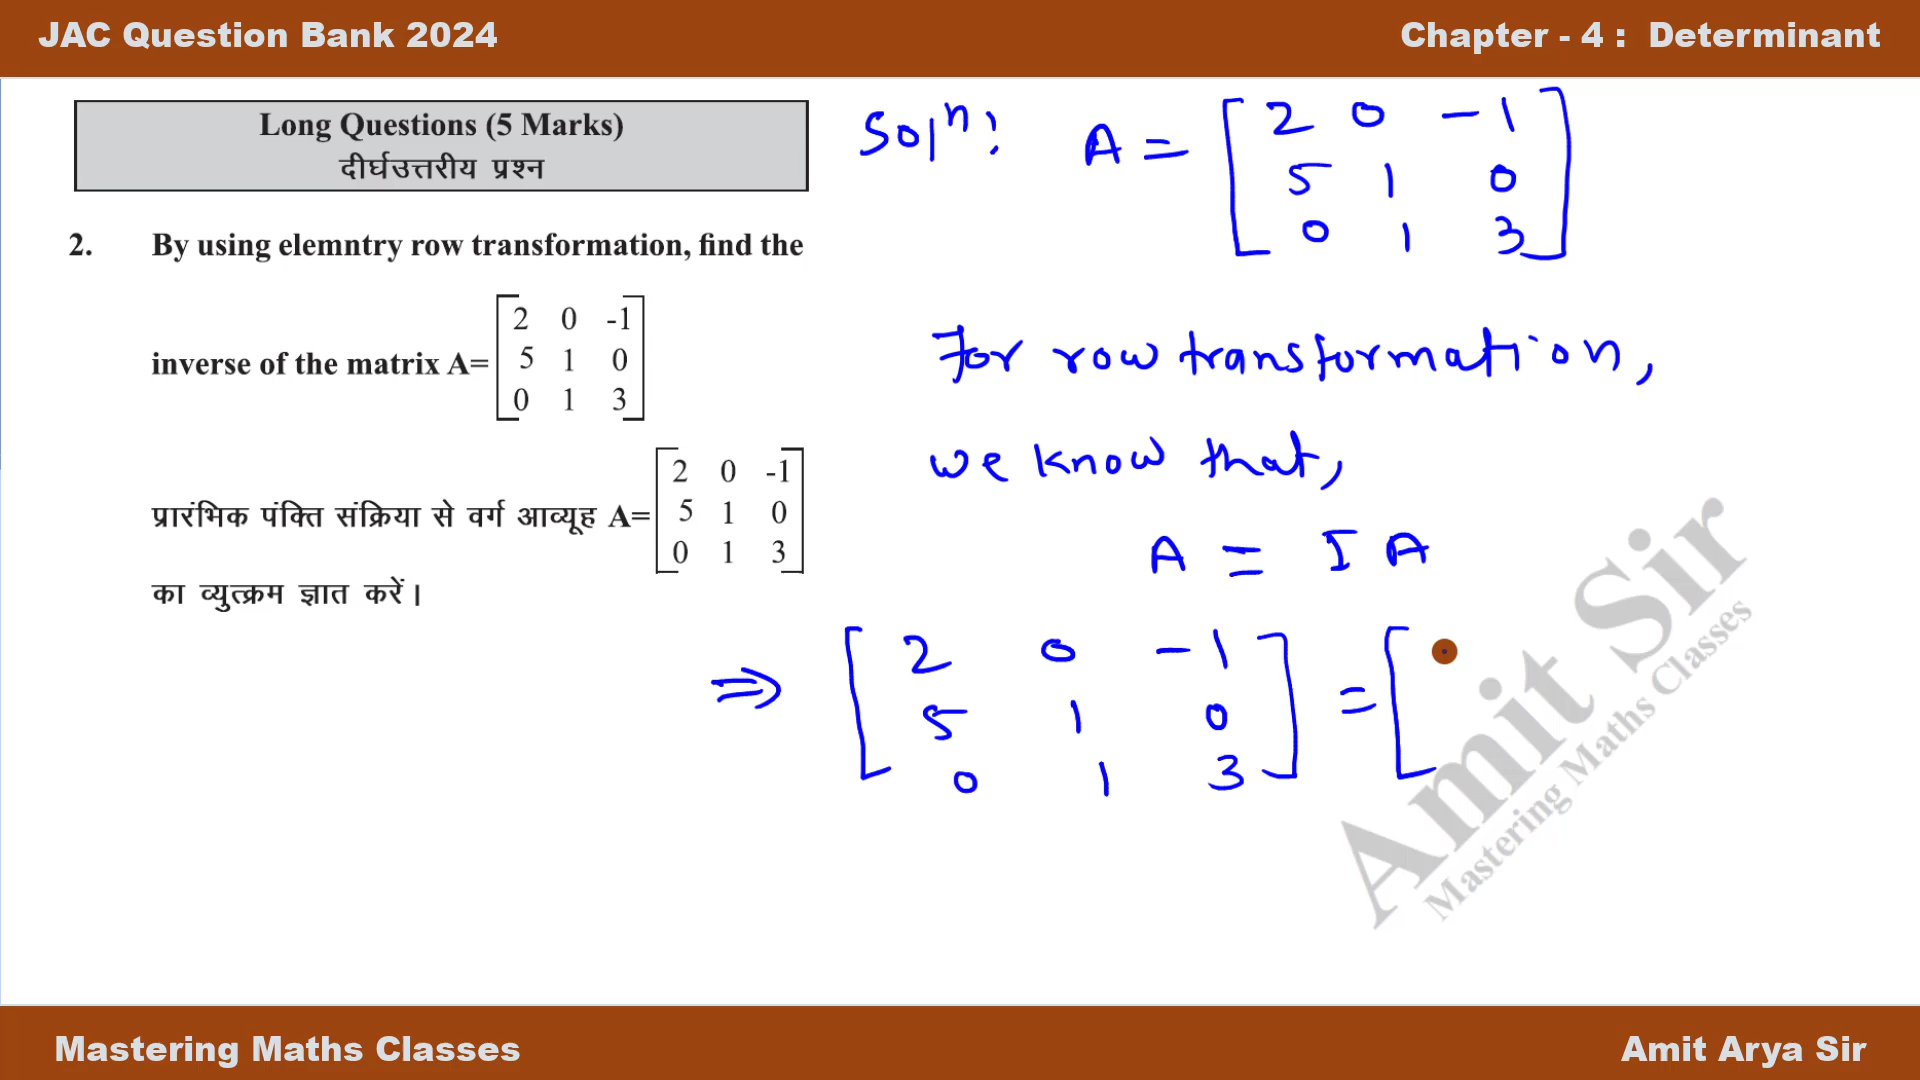 JAC Question Bank 2024
Chapter - 4 : Determinant
Long Questions (5 Marks)
दीर्घउत्तरीय प्रश्न
2. By using elemntry row transformation, find the
inverse of the matrix A=
2 0 -1
5 1 0
0 1 3
प्रारंभिक पंक्ति संक्रिया से वर्ग आव्यूह A=
2 0 -1
5 1 0
0 1 3
का व्युत्क्रम ज्ञात करें।
Solⁿ: A =
2 0 -1
5 1 0
0 1 3
For row transformation,
we know that,
A = I A
⇒ [
2 0 -1
5 1 0
0 1 3
] = [
Amit Sir
Mastering Maths Classes
Mastering Maths Classes
Amit Arya Sir